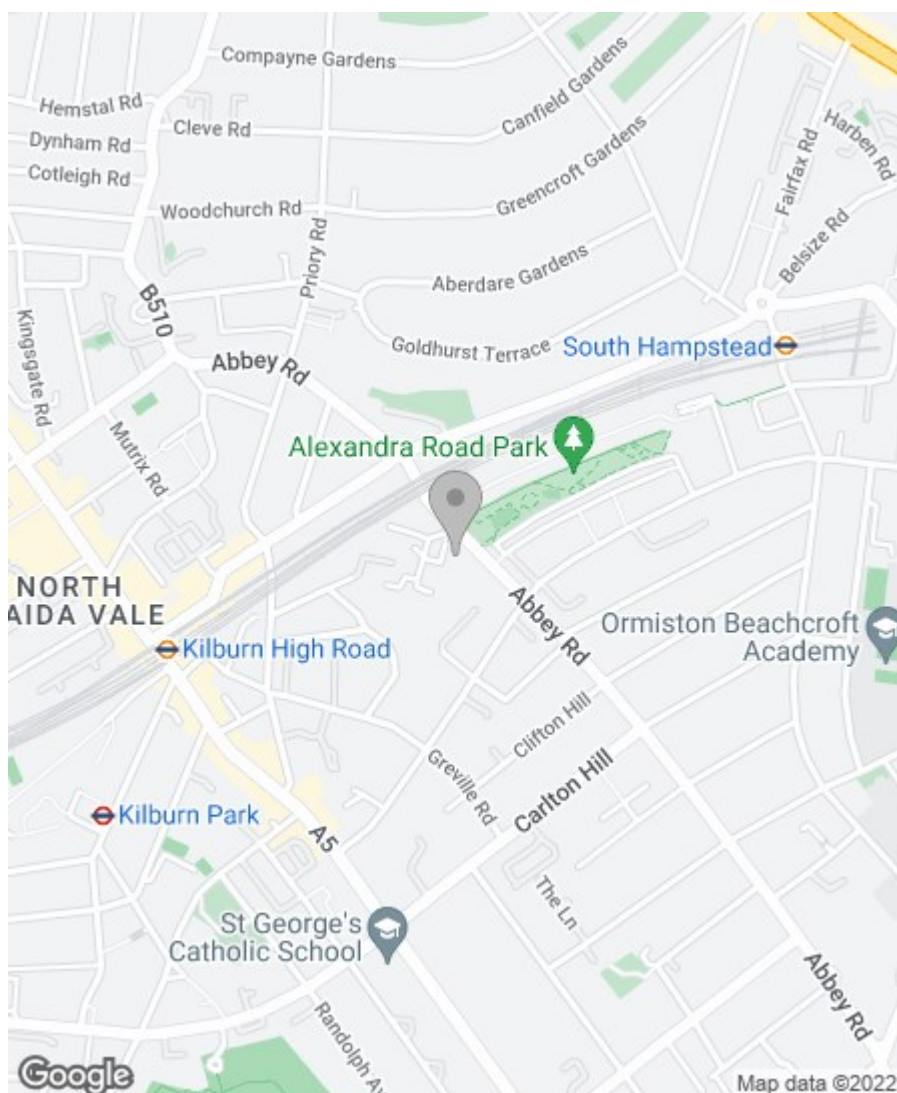 Compayne Gardens
Canfield Gardens
Hemstal Rd
Cleve Rd
Harben Rd
Dynham Rd
Fairfax Rd
Cotleigh Rd
Greencroft Gardens
Woodchurch Rd
Priory Rd
Belsize Rd
Aberdare Gardens
B510
Kingsgate Rd
Goldhurst Terrace
South Hampstead
Abbey Rd
Mutrix Rd
Alexandra Road Park
NORTH
AIDA VALE
Abbey Rd
Ormiston Beachcroft
Academy
Kilburn High Road
Clifton Hill
Greville Rd
Carlton Hill
Kilburn Park
A5
The Ln
St George's
Catholic School
Abbey Rd
Randolph Av
Google
Map data ©2022